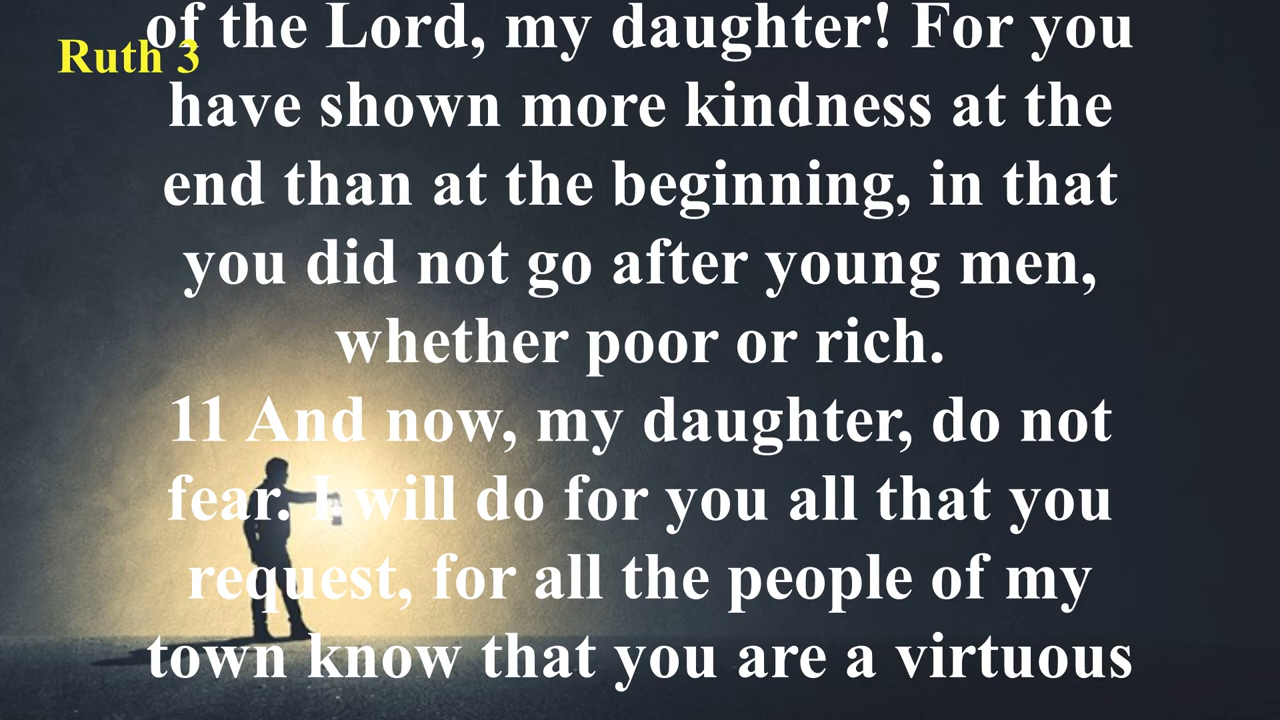 of the Lord, my daughter! For you
Ruth 3
have shown more kindness at the
end than at the beginning, in that
you did not go after young men,
whether poor or rich.
11 And now, my daughter, do not
fear. I will do for you all that you
request, for all the people of my
town know that you are a virtuous